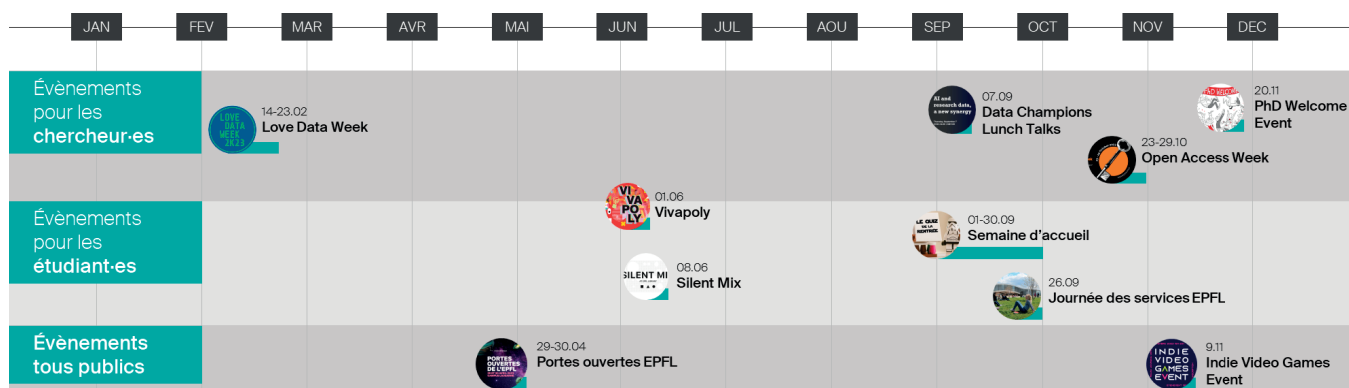 JAN FEV MAR AVR MAI JUN JUL AOU SEP OCT NOV DEC
Évènements
pour les
chercheur·es
LOVE
DATA
WEEK
2K23
14-23.02
Love Data Week
AI and
research data,
a new synergy
07.09
Data Champions
Lunch Talks
23-29.10
Open Access Week
20.11
PhD Welcome
Event
VI
VA
PO
LY
01.06
Vivapoly
Évènements
pour les
étudiant·es
SILENT MI
08.06
Silent Mix
LE QUIZ
DE LA
RENTRÉE
01-30.09
Semaine d'accueil
26.09
Journée des services EPFL
Évènements
tous publics
PORTES
OUVERTES
DE L'EPFL
29-30.04
Portes ouvertes EPFL
INDIE
VIDEO
GAMES
EVENT
9.11
Indie Video Games
Event